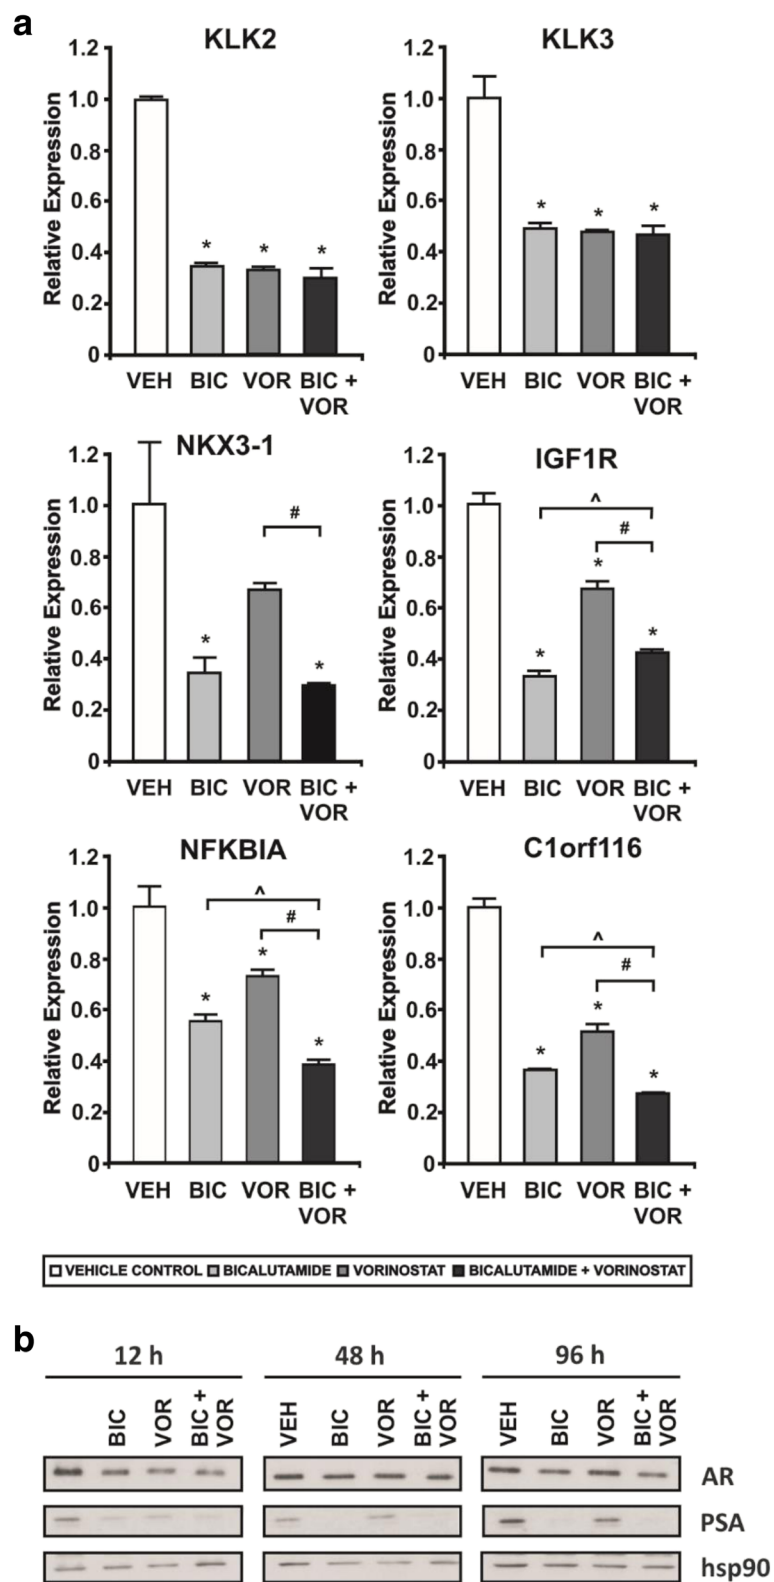 a
KLK2
KLK3
1.2
1.0
0.8
0.6
0.4
0.2
0
Relative Expression
*
*
*
VEH BIC VOR BIC +
VOR
1.2
1.0
0.8
0.6
0.4
0.2
0
Relative Expression
*
*
*
VEH BIC VOR BIC +
VOR
NKX3-1
IGF1R
1.2
1.0
0.8
0.6
0.4
0.2
0
Relative Expression
#
*
*
VEH BIC VOR BIC +
VOR
1.2
1.0
0.8
0.6
0.4
0.2
0
Relative Expression
^
#
*
*
*
VEH BIC VOR BIC +
VOR
NFKBIA
C1orf116
1.2
1.0
0.8
0.6
0.4
0.2
0
Relative Expression
^
#
*
*
*
VEH BIC VOR BIC +
VOR
1.2
1.0
0.8
0.6
0.4
0.2
0
Relative Expression
^
#
*
*
*
VEH BIC VOR BIC +
VOR
VEHICLE CONTROL BICALUTAMIDE VORINOSTAT BICALUTAMIDE + VORINOSTAT
b
12 h 48 h 96 h
BIC VOR BIC +
VOR
VEH BIC VOR BIC +
VOR
VEH BIC VOR BIC +
VOR
AR
PSA
hsp90